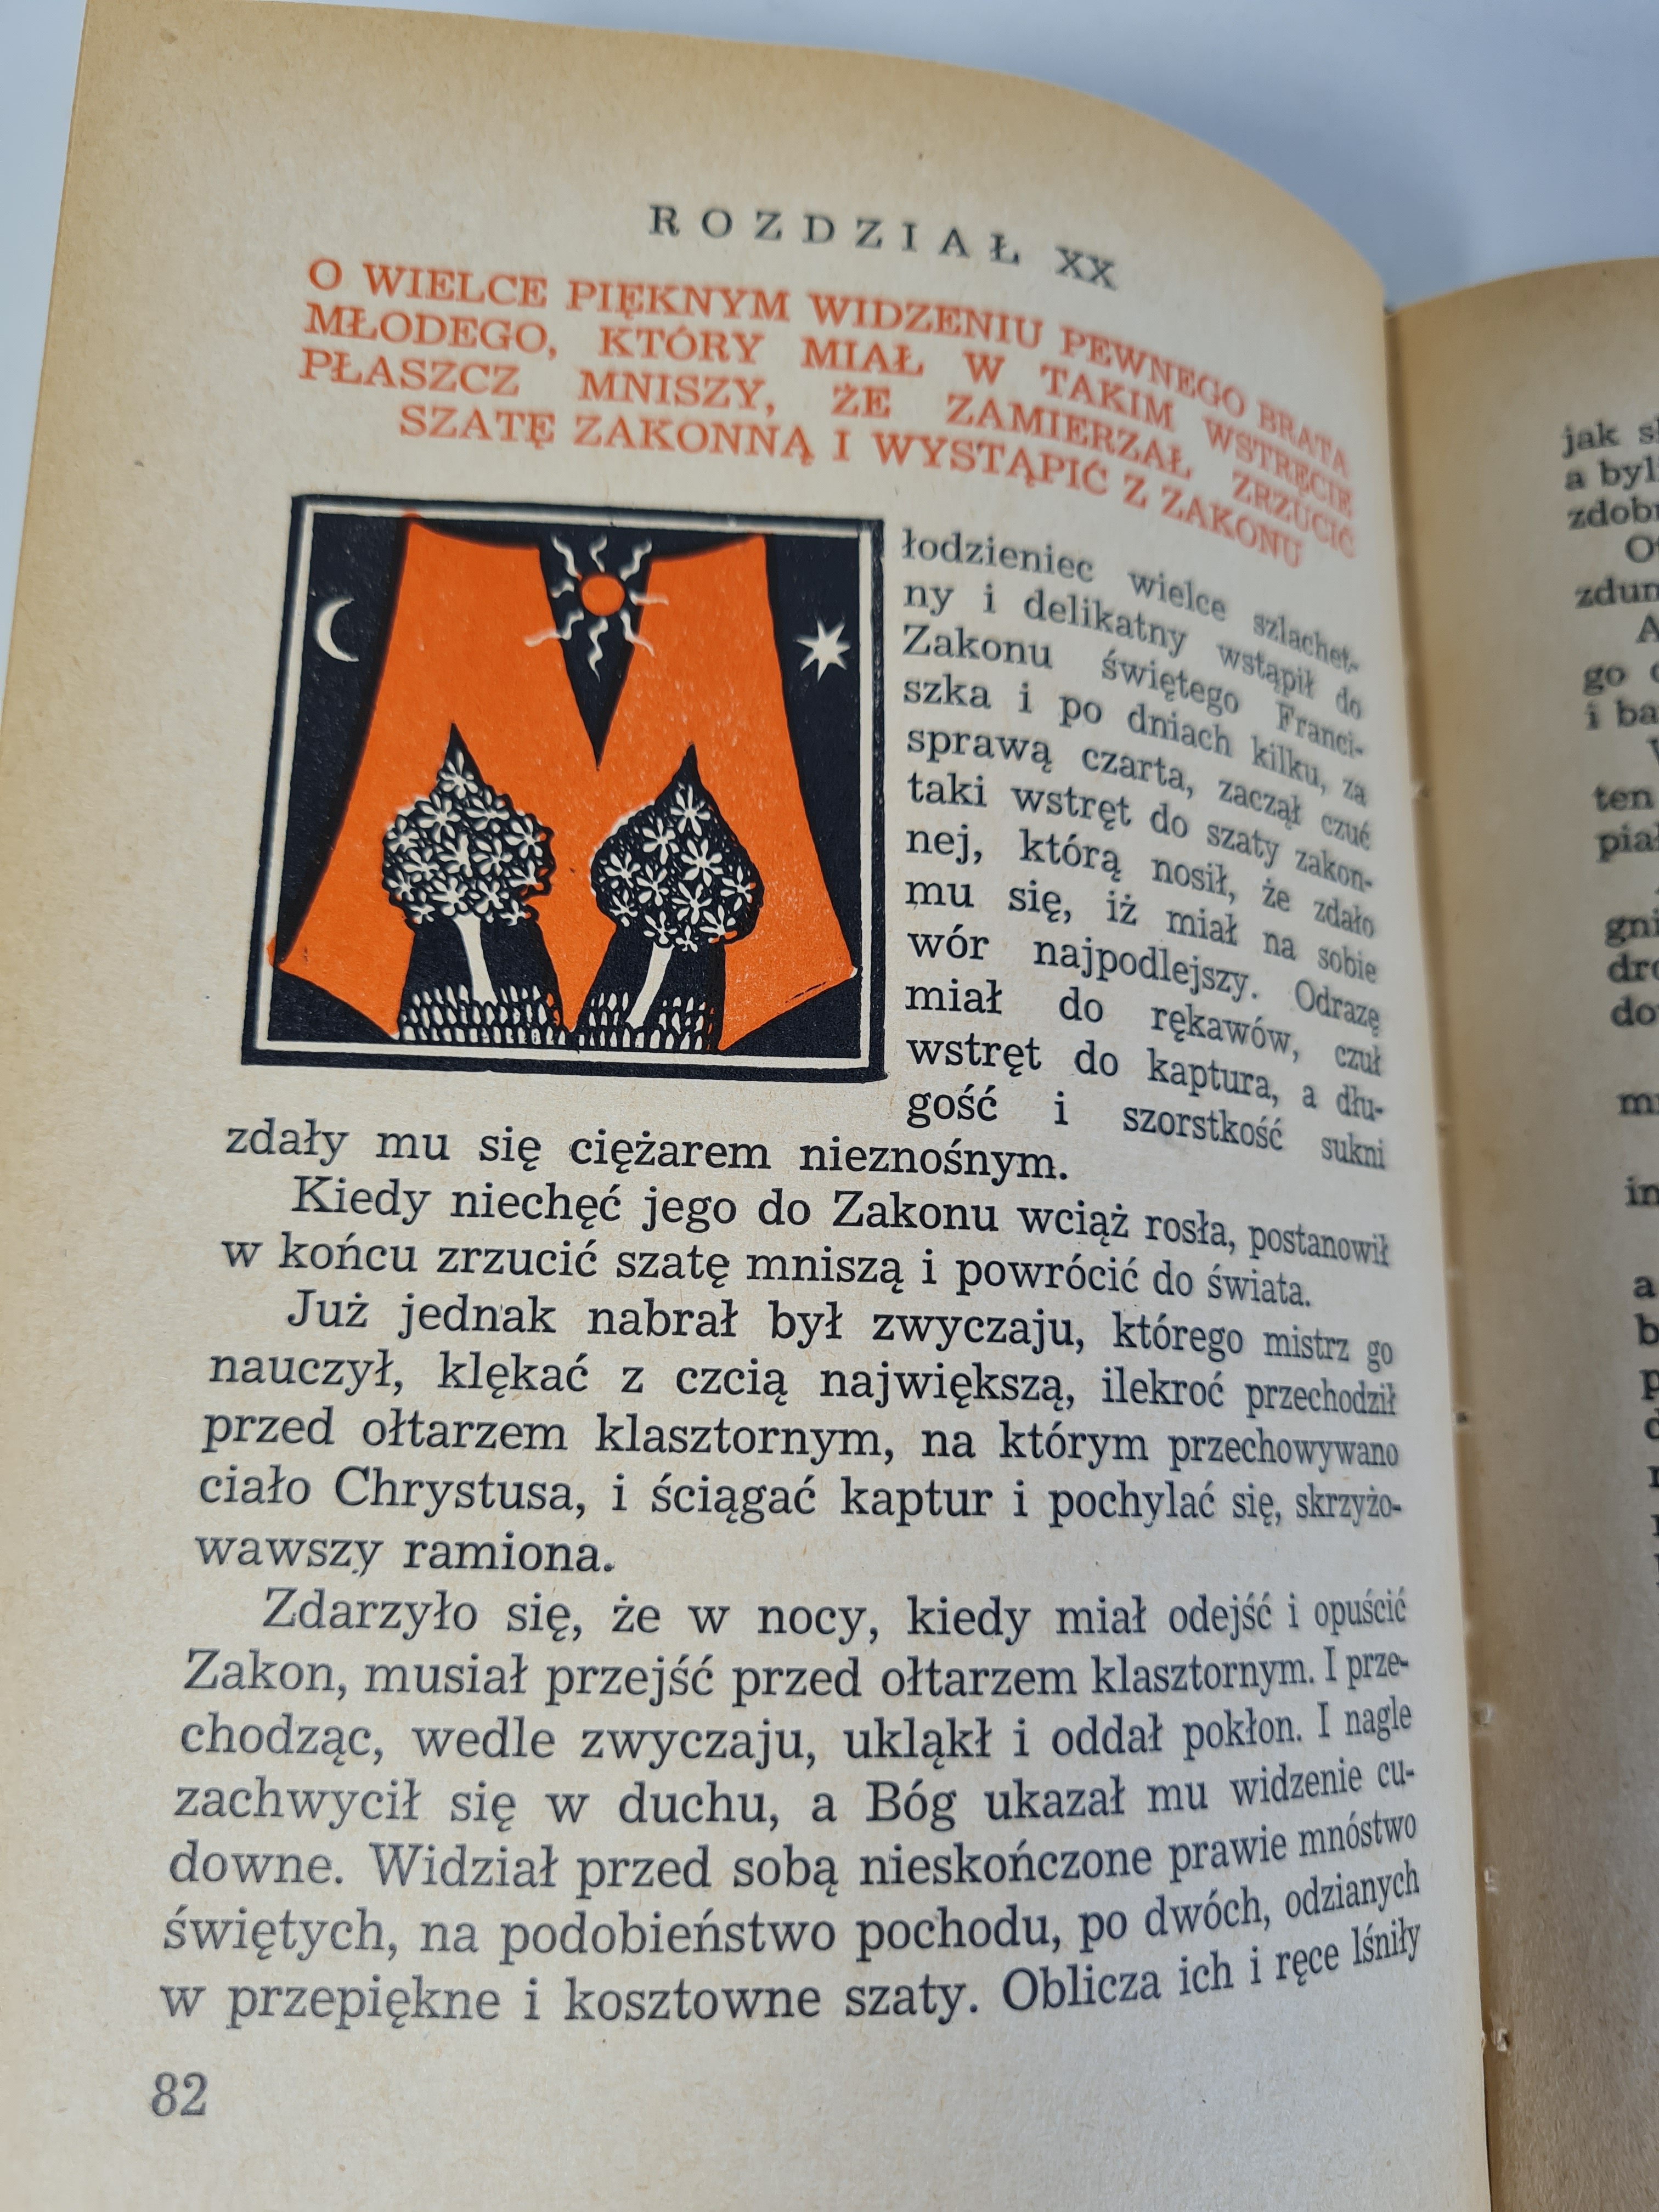 ROZDZIAŁ XX
O WIELCE PIĘKNYM WIDZENIU PEWNEGO BRATA
MŁODEGO, KTÓRY MIAŁ W TAKIM WSTRĘCIE
PŁASZCZ MNISZY, ŻE ZAMIERZAŁ ZRZUCIĆ
SZATĘ ZAKONNĄ I WYSTĄPIĆ Z ZAKONU
M
łodzieniec wielce szlachet-
ny i delikatny wstąpił do
Zakonu świętego Franci-
szka i po dniach kilku, za
sprawą czarta, zaczął czuć
taki wstręt do szaty zakon-
nej, którą nosił, że zdało
mu się, iż miał na sobie
wór najpodlejszy. Odrazę
miał do rękawów, czuł
wstręt do kaptura, a dłu-
gość i szorstkość sukni
zdały mu się ciężarem nieznośnym.
Kiedy niechęć jego do Zakonu wciąż rosła, postanowił
w końcu zrzucić szatę mniszą i powrócić do świata.
Już jednak nabrał był zwyczaju, którego mistrz go
nauczył, klękać z czcią największą, ilekroć przechodził
przed ołtarzem klasztornym, na którym przechowywano
ciało Chrystusa, i ściągać kaptur i pochylać się, skrzyżo-
wawszy ramiona.
Zdarzyło się, że w nocy, kiedy miał odejść i opuścić
Zakon, musiał przejść przed ołtarzem klasztornym. I prze-
chodząc, wedle zwyczaju, ukląkł i oddał pokłon. I nagle
zachwycił się w duchu, a Bóg ukazał mu widzenie cu-
downe. Widział przed sobą nieskończone prawie mnóstwo
świętych, na podobieństwo pochodu, po dwóch, odzianych
w przepiękne i kosztowne szaty. Oblicza ich i ręce lśniły
82
jak
a
ten